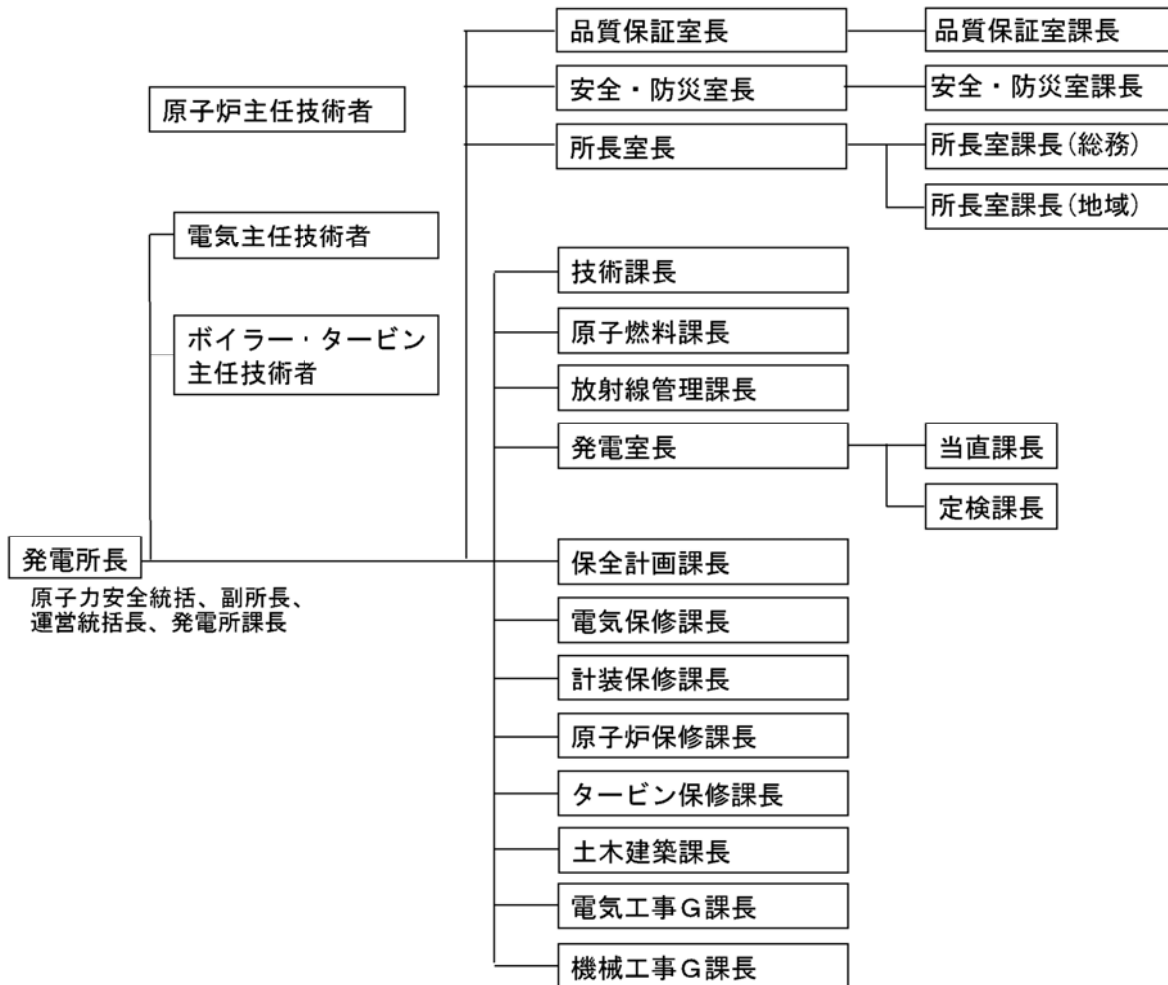 品質保証室長
品質保証室課長
安全・防災室長
安全・防災室課長
原子炉主任技術者
所長室長
所長室課長(総務)
所長室課長(地域)
電気主任技術者
技術課長
ボイラー・タービン
主任技術者
原子燃料課長
放射線管理課長
発電室長
当直課長
定検課長
発電所長
原子力安全統括、副所長、
運営統括長、発電所課長
保全計画課長
電気保修課長
計装保修課長
原子炉保修課長
タービン保修課長
土木建築課長
電気工事G課長
機械工事G課長